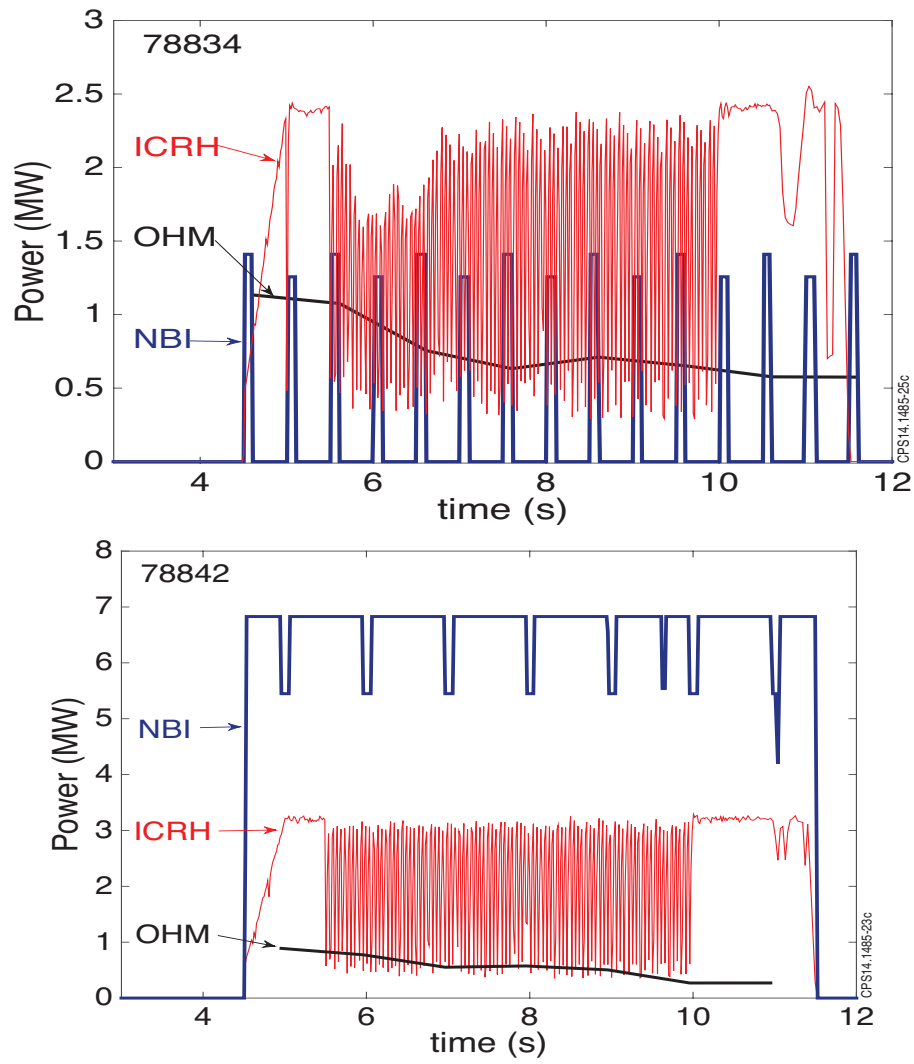 3
78834
2.5
ICRH
2
Power (MW)
1.5
OHM
1
NBI
0.5
0
4 6 8 10 12
time (s)
CPS14.1485-25c
8
78842
7
6
5
NBI
Power (MW)
4
3
ICRH
2
1
OHM
0
4 6 8 10 12
time (s)
CPS14.1485-23c